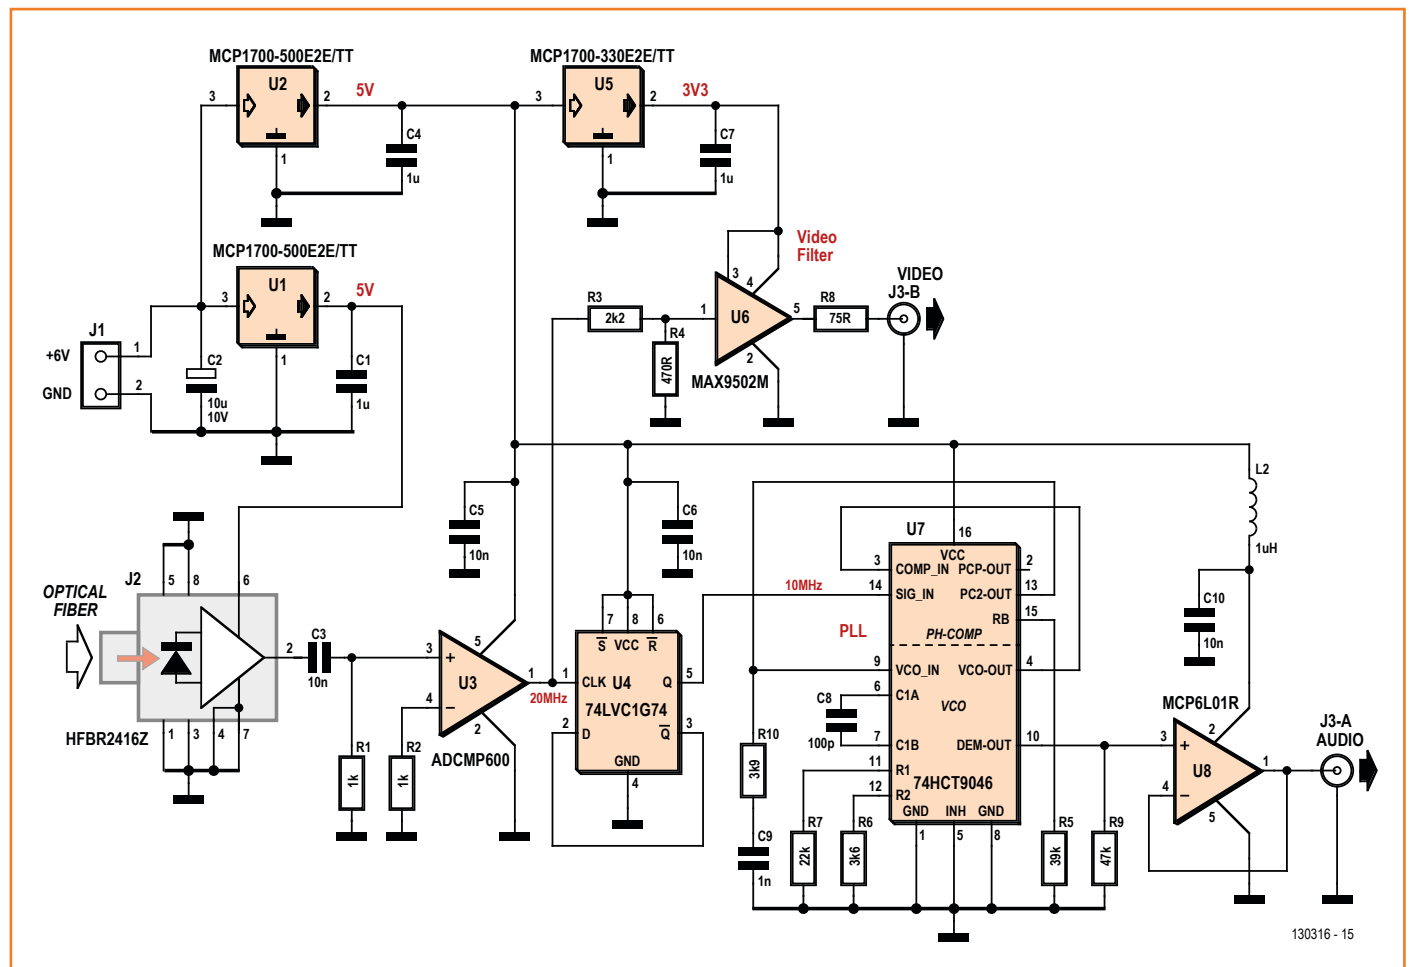 MCP1700-500E2E/TT
MCP1700-330E2E/TT
3 U2 2
1
5V
C4
1u
3 U5 2
1
3V3
C7
1u
MCP1700-500E2E/TT
3 U1 2
1
5V
J1
+6V 1
GND 2
C2
10u
10V
C1
1u
Video
Filter
R3
2k2
R4
470R
1 U6 5
3
4
2
MAX9502M
R8
75R
VIDEO
J3-B
C5
10n
C6
10n
L2
1uH
C10
10n
J2
OPTICAL
FIBER
5 8 6
2
1 3 4 7
HFBR2416Z
C3
10n
R1
1k
R2
1k
3 +
4 –
U3
5
2
1
ADCMP600
20MHz
7 8 6
S VCC R
1 CLK U4 Q 5
74LVC1G74
2 D Q 3
GND
4
10MHz
PLL
U7
16
VCC
3 COMP_IN PCP-OUT 2
14 SIG_IN PC2-OUT 13
RB 15
PH-COMP
9 VCO_IN VCO-OUT 4
6 C1A
VCO
7 C1B DEM-OUT 10
11 R1
74HCT9046
12 R2
GND INH GND
1 5 8
C8
100p
R10
3k9
C9
1n
R7
22k
R6
3k6
R5
39k
R9
47k
MCP6L01R
3 +
4 –
U8
2
5
1
J3-A
AUDIO
130316 - 15